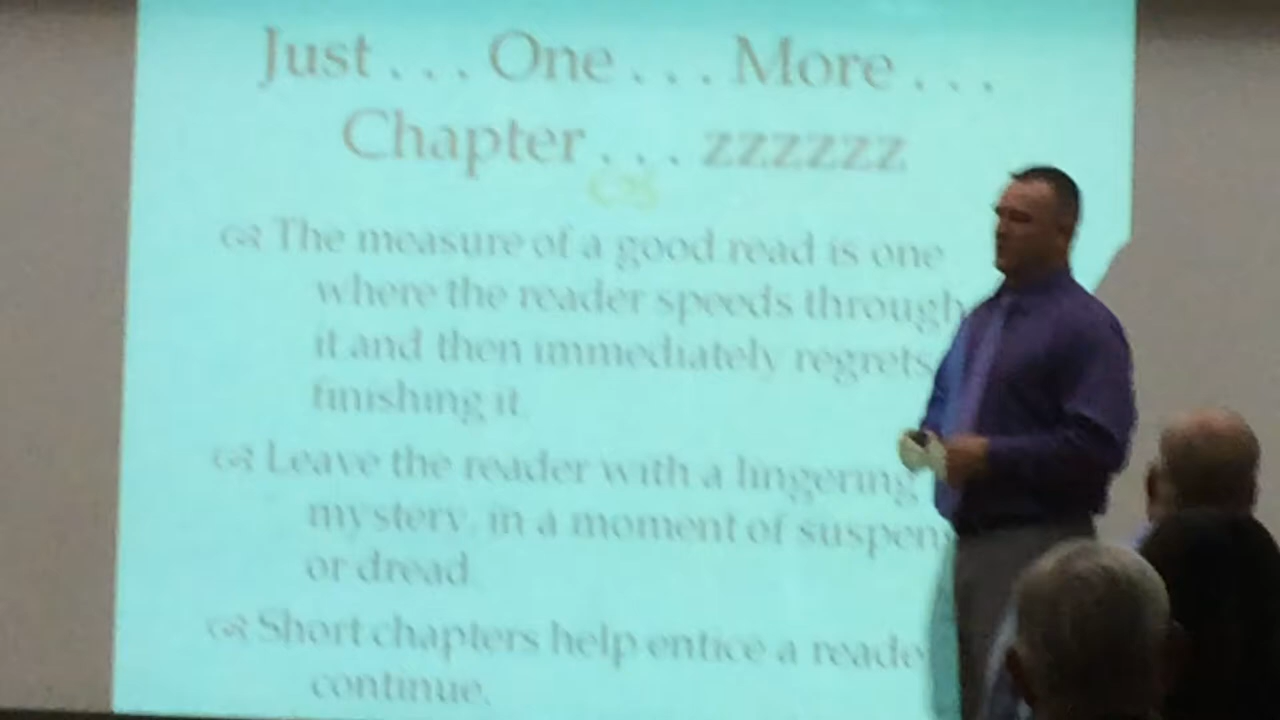 Just . . . One . . . More . . .
Chapter . . . zzzzzz
The measure of a good read is one
where the reader speeds through
it and then immediately regrets
finishing it.
Leave the reader with a lingering
mystery, in a moment of suspen
or dread.
Short chapters help entice a reade
continue.